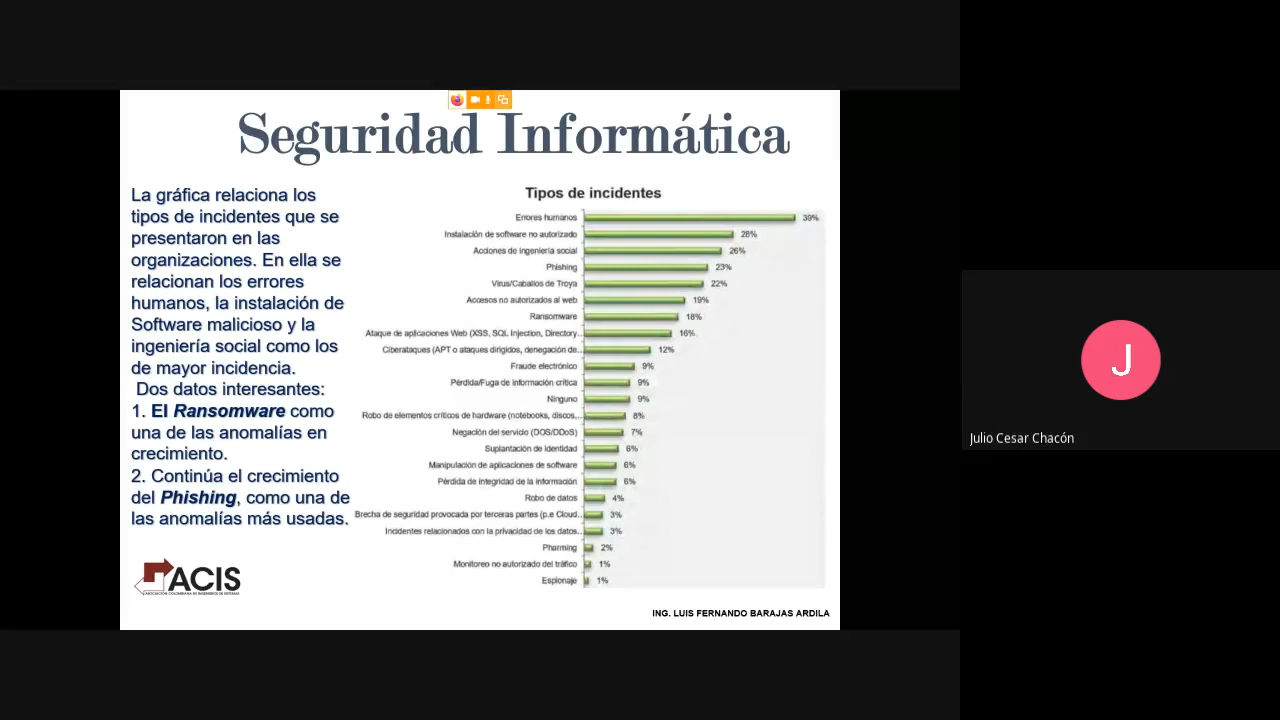 Seguridad Informática
La gráfica relaciona los
tipos de incidentes que se
presentaron en las
organizaciones. En ella se
relacionan los errores
humanos, la instalación de
Software malicioso y la
ingeniería social como los
de mayor incidencia.
Dos datos interesantes:
1. El Ransomware como
una de las anomalías en
crecimiento.
2. Continúa el crecimiento
del Phishing, como una de
las anomalías más usadas.
ACIS
ASOCIACIÓN COLOMBIANA DE INGENIEROS DE SISTEMAS
Tipos de incidentes
Errores humanos 39%
Instalación de software no autorizado 28%
Acciones de ingeniería social 26%
Phishing 23%
Virus/Caballos de Troya 22%
Accesos no autorizados al web 19%
Ransomware 18%
Ataque de aplicaciones Web (XSS, SQL Injection, Directory... 16%
Ciberataques (APT o ataques dirigidos, denegación de... 12%
Fraude electrónico 9%
Pérdida/Fuga de información crítica 9%
Ninguno 9%
Robo de elementos críticos de hardware (notebooks, discos,... 8%
Negación del servicio (DOS/DDoS) 7%
Suplantación de identidad 6%
Manipulación de aplicaciones de software 6%
Pérdida de integridad de la información 6%
Robo de datos 4%
Brecha de seguridad provocada por terceras partes (p.e Cloud... 3%
Incidentes relacionados con la privacidad de los datos... 3%
Pharming 2%
Monitoreo no autorizado del tráfico 1%
Espionaje 1%
ING. LUIS FERNANDO BARAJAS ARDILA
J
Julio Cesar Chacón